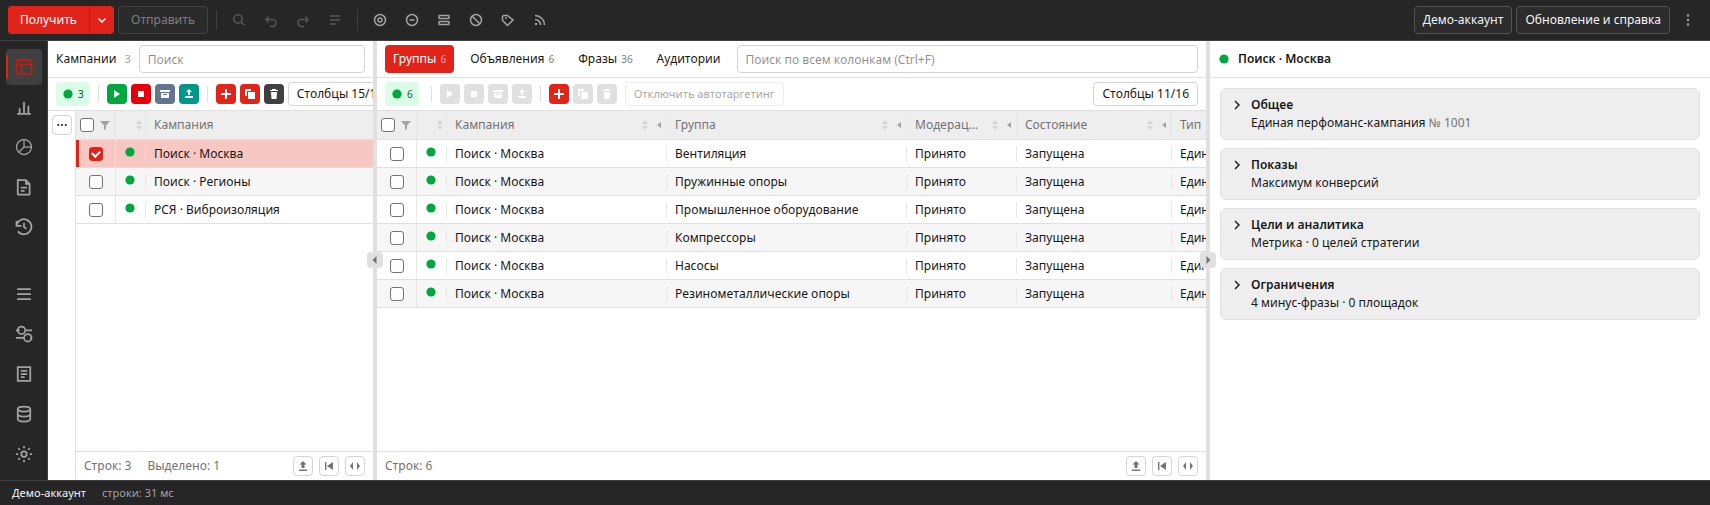 Получить
Отправить
Демо-аккаунт
Обновление и справка
Кампании 3
Поиск
Группы 6
Объявления 6
Фразы 36
Аудитории
Поиск по всем колонкам (Ctrl+F)
Поиск · Москва
3
Столбцы 15/1
6
Отключить автотаргетинг
Столбцы 11/16
Кампания
Поиск · Москва
Поиск · Регионы
РСЯ · Виброизоляция
Кампания Группа Модерац... Состояние Тип
Поиск · Москва Вентиляция Принято Запущена Един
Поиск · Москва Пружинные опоры Принято Запущена Един
Поиск · Москва Промышленное оборудование Принято Запущена Един
Поиск · Москва Компрессоры Принято Запущена Един
Поиск · Москва Насосы Принято Запущена Един
Поиск · Москва Резинометаллические опоры Принято Запущена Един
Общее
Единая перфоманс-кампания № 1001
Показы
Максимум конверсий
Цели и аналитика
Метрика · 0 целей стратегии
Ограничения
4 минус-фразы · 0 площадок
Строк: 3 Выделено: 1
Строк: 6
Демо-аккаунт строки: 31 мс